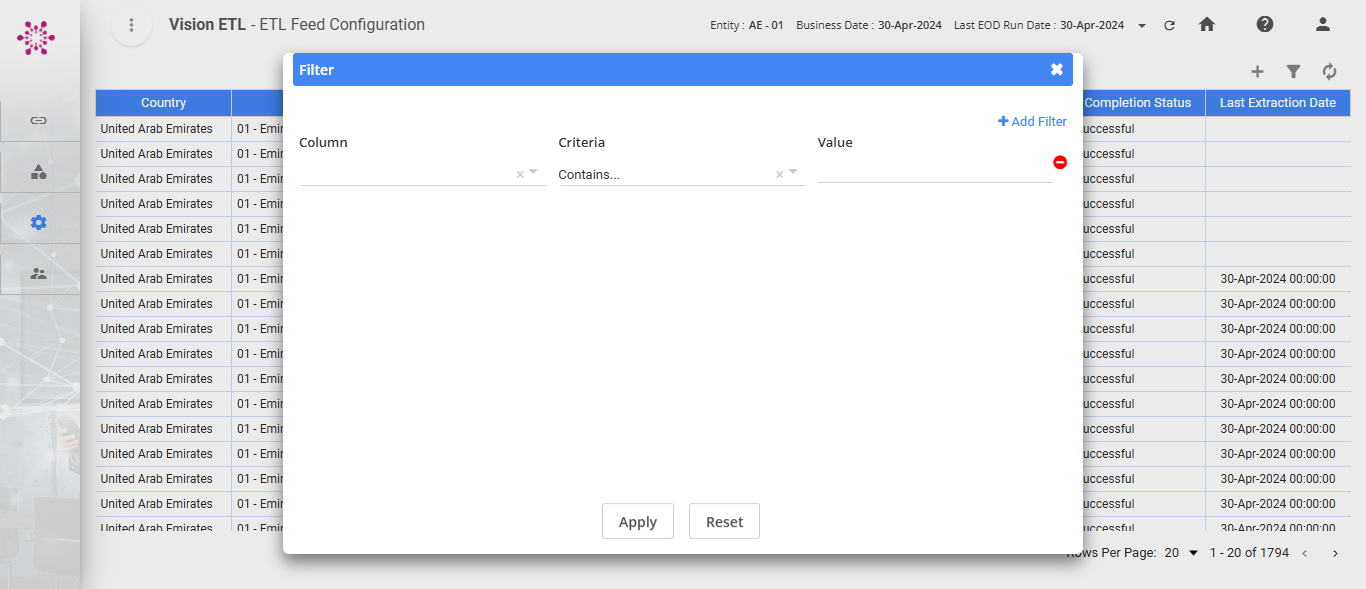 Vision ETL - ETL Feed Configuration
Entity : AE - 01 Business Date : 30-Apr-2024 Last EOD Run Date : 30-Apr-2024
Filter
Country Completion Status Last Extraction Date
+ Add Filter
Column Criteria Value
Contains...
United Arab Emirates 01 - Emir uccessful
United Arab Emirates 01 - Emir uccessful
United Arab Emirates 01 - Emir uccessful
United Arab Emirates 01 - Emir uccessful
United Arab Emirates 01 - Emir uccessful
United Arab Emirates 01 - Emir uccessful
United Arab Emirates 01 - Emir uccessful 30-Apr-2024 00:00:00
United Arab Emirates 01 - Emir uccessful 30-Apr-2024 00:00:00
United Arab Emirates 01 - Emir uccessful 30-Apr-2024 00:00:00
United Arab Emirates 01 - Emir uccessful 30-Apr-2024 00:00:00
United Arab Emirates 01 - Emir uccessful 30-Apr-2024 00:00:00
United Arab Emirates 01 - Emir uccessful 30-Apr-2024 00:00:00
United Arab Emirates 01 - Emir uccessful 30-Apr-2024 00:00:00
United Arab Emirates 01 - Emir uccessful 30-Apr-2024 00:00:00
United Arab Emirates 01 - Emir uccessful 30-Apr-2024 00:00:00
United Arab Emirates 01 - Emir uccessful 30-Apr-2024 00:00:00
United Arab Emirates 01 - Emir uccessful 30-Apr-2024 00:00:00
Apply Reset
Rows Per Page: 20 1 - 20 of 1794